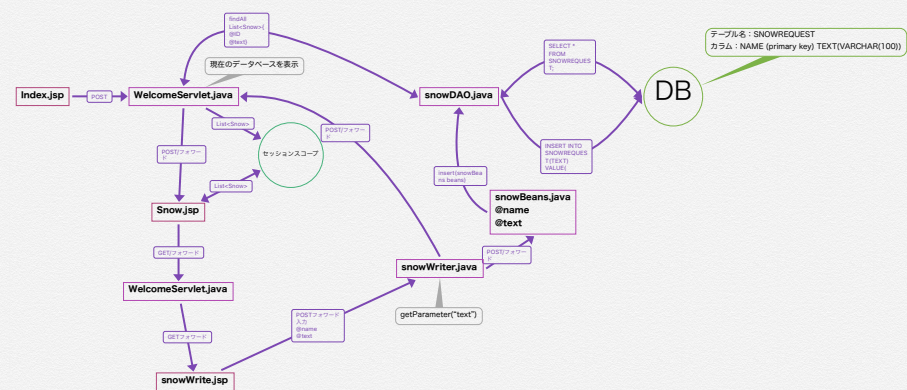 findAll
List<Snow>(
@ID
@text)
現在のデータベースを表示
SELECT *
FROM
SNOWREQUEST;
テーブル名：SNOWREQUEST
カラム：NAME (primary key) TEXT(VARCHAR(100))
Index.jsp
POST
WelcomeServlet.java
snowDAO.java
DB
List<Snow>
POST/フォワード
セッションスコープ
POST/フォワード
INSERT INTO
SNOWREQUES
T(TEXT)
VALUE(
insert(snowBea
ns beans)
List<Snow>
snowBeans.java
@name
@text
Snow.jsp
GET/フォワード
POST/フォワード
snowWriter.java
WelcomeServlet.java
getParameter("text")
POSTフォワード
入力
@name
@text
GETフォワード
snowWrite.jsp